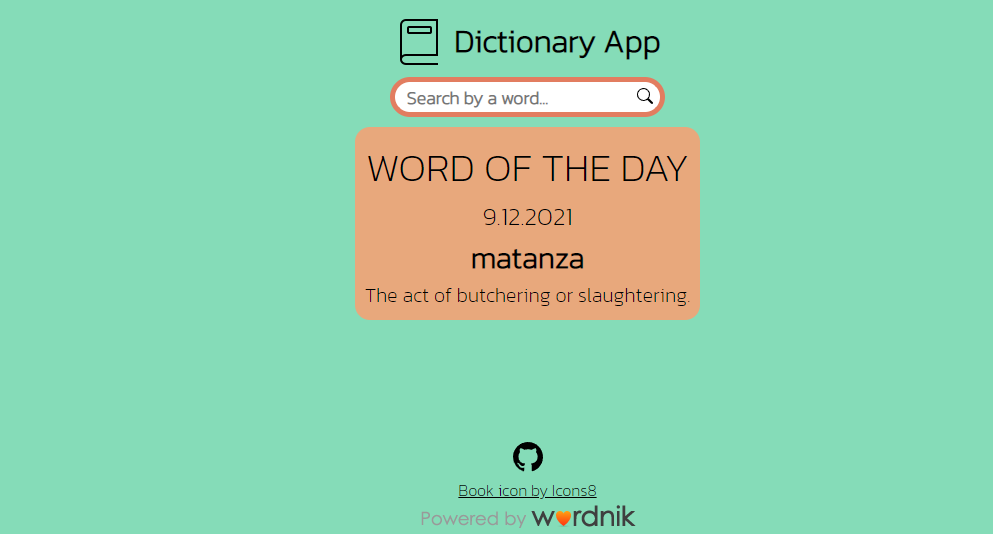 Dictionary App
Search by a word...
WORD OF THE DAY
9.12.2021
matanza
The act of butchering or slaughtering.
Book icon by Icons8
Powered by wordnik